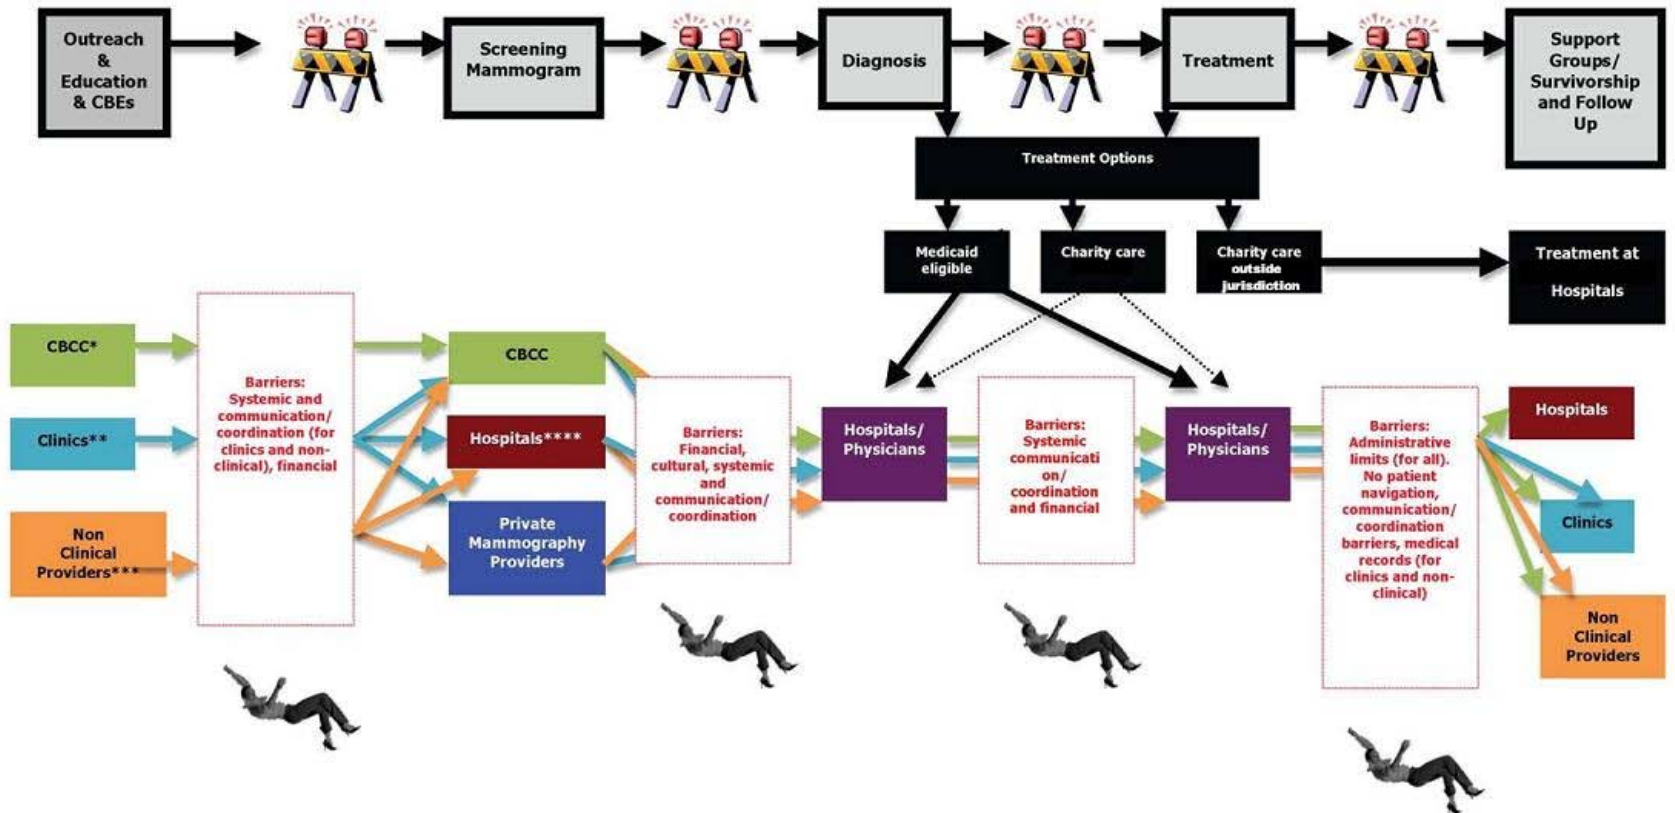 Outreach
&
Education
& CBEs
Screening
Mammogram
Diagnosis
Treatment
Support
Groups/
Survivorship
and Follow
Up
Treatment Options
Medicaid
eligible
Charity care
Charity care
outside
jurisdiction
Treatment at
Hospitals
CBCC*
Clinics**
Non
Clinical
Providers***
Barriers:
Systemic and
communication/
coordination (for
clinics and non-
clinical), financial
CBCC
Hospitals****
Private
Mammography
Providers
Barriers:
Financial,
cultural, systemic
and
communication/
coordination
Hospitals/
Physicians
Barriers:
Systemic
communicati
on/
coordination
and financial
Hospitals/
Physicians
Barriers:
Administrative
limits (for all).
No patient
navigation,
communication/
coordination
barriers, medical
records (for
clinics and non-
clinical)
Hospitals
Clinics
Non
Clinical
Providers